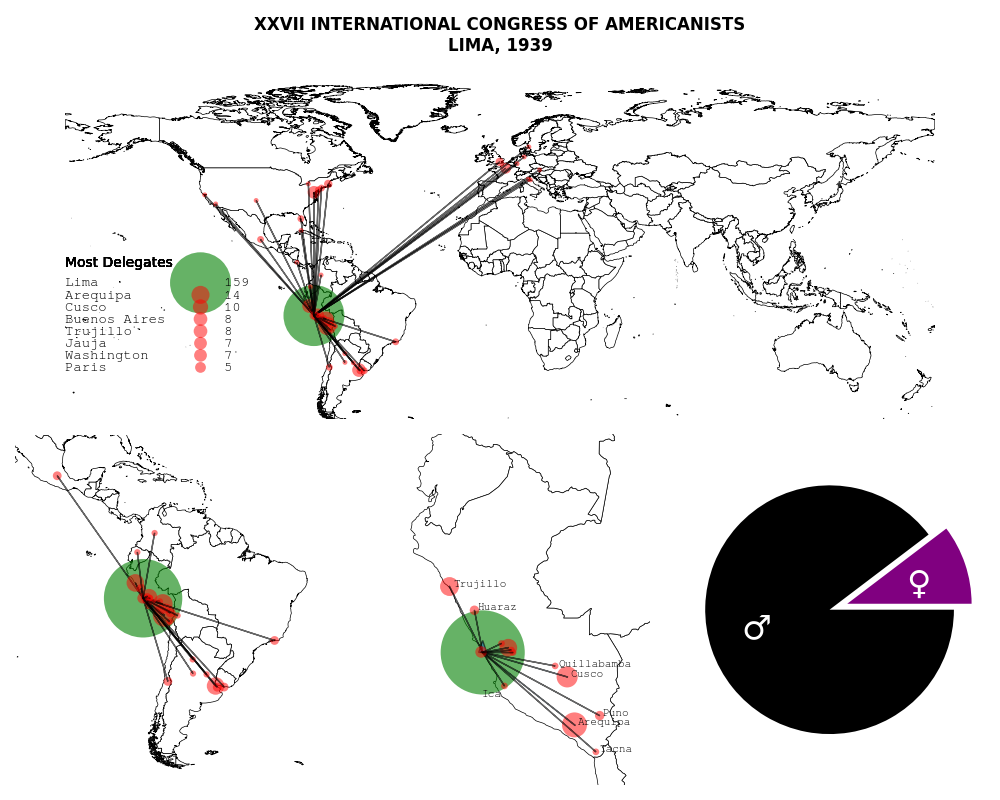 XXVII INTERNATIONAL CONGRESS OF AMERICANISTS
LIMA, 1939
Most Delegates
Lima 159
Arequipa 14
Cusco 10
Buenos Aires 8
Trujillo 8
Jauja 7
Washington 7
Paris 5
Trujillo
Huaraz
Quillabamba
Cusco
Ica
Puno
Arequipa
Tacna
♂
♀